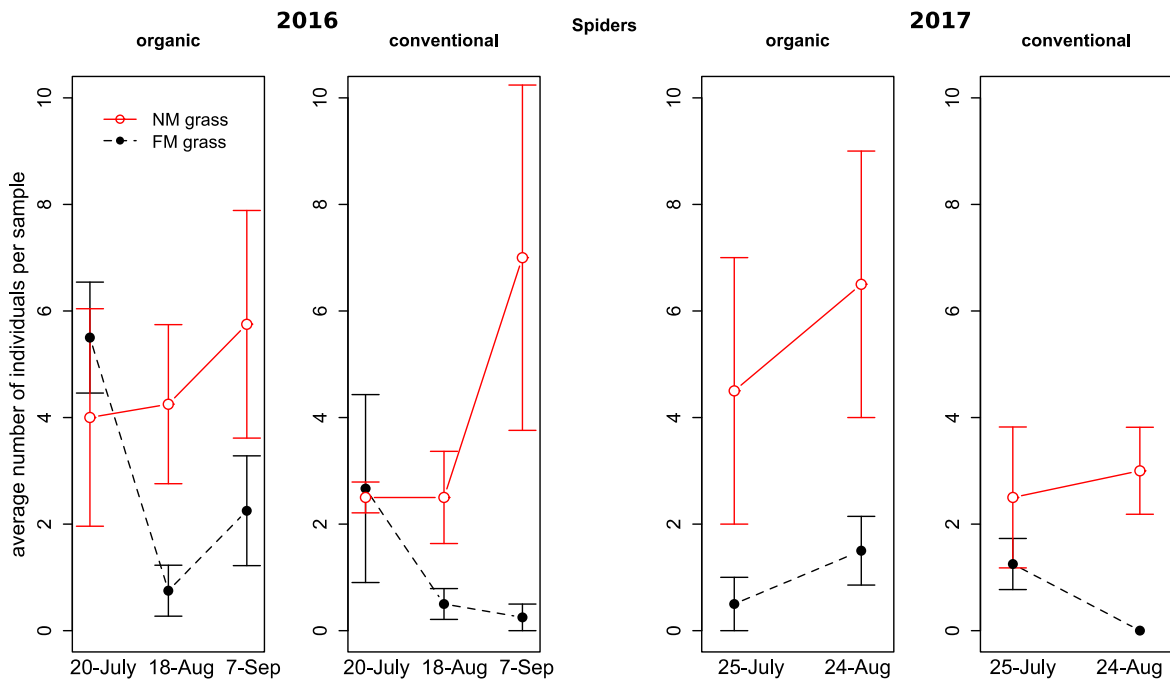 2016
Spiders
2017
organic
conventional
organic
conventional
average number of individuals per sample
10
8
6
4
2
0
NM grass
FM grass
20-July
18-Aug
7-Sep
10
8
6
4
2
0
20-July
18-Aug
7-Sep
10
8
6
4
2
0
25-July
24-Aug
10
8
6
4
2
0
25-July
24-Aug